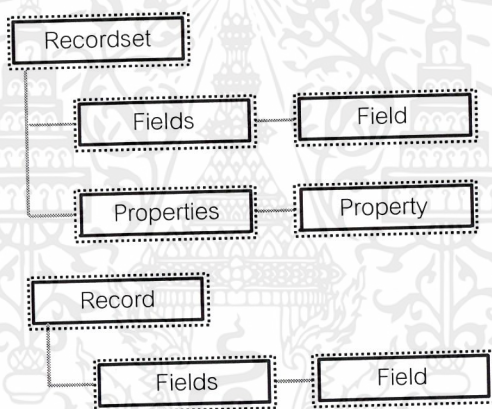 Recordset
Fields Field
Properties Property
Record
Fields Field